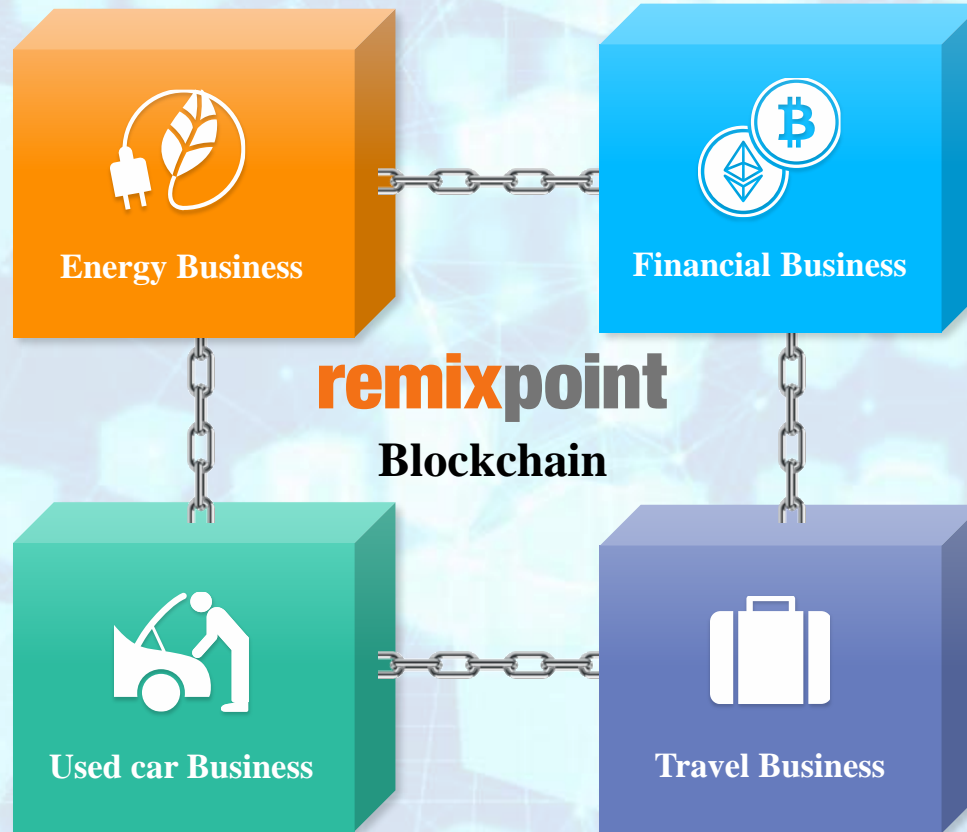 Energy Business
Financial Business
remixpoint
Blockchain
Used car Business
Travel Business